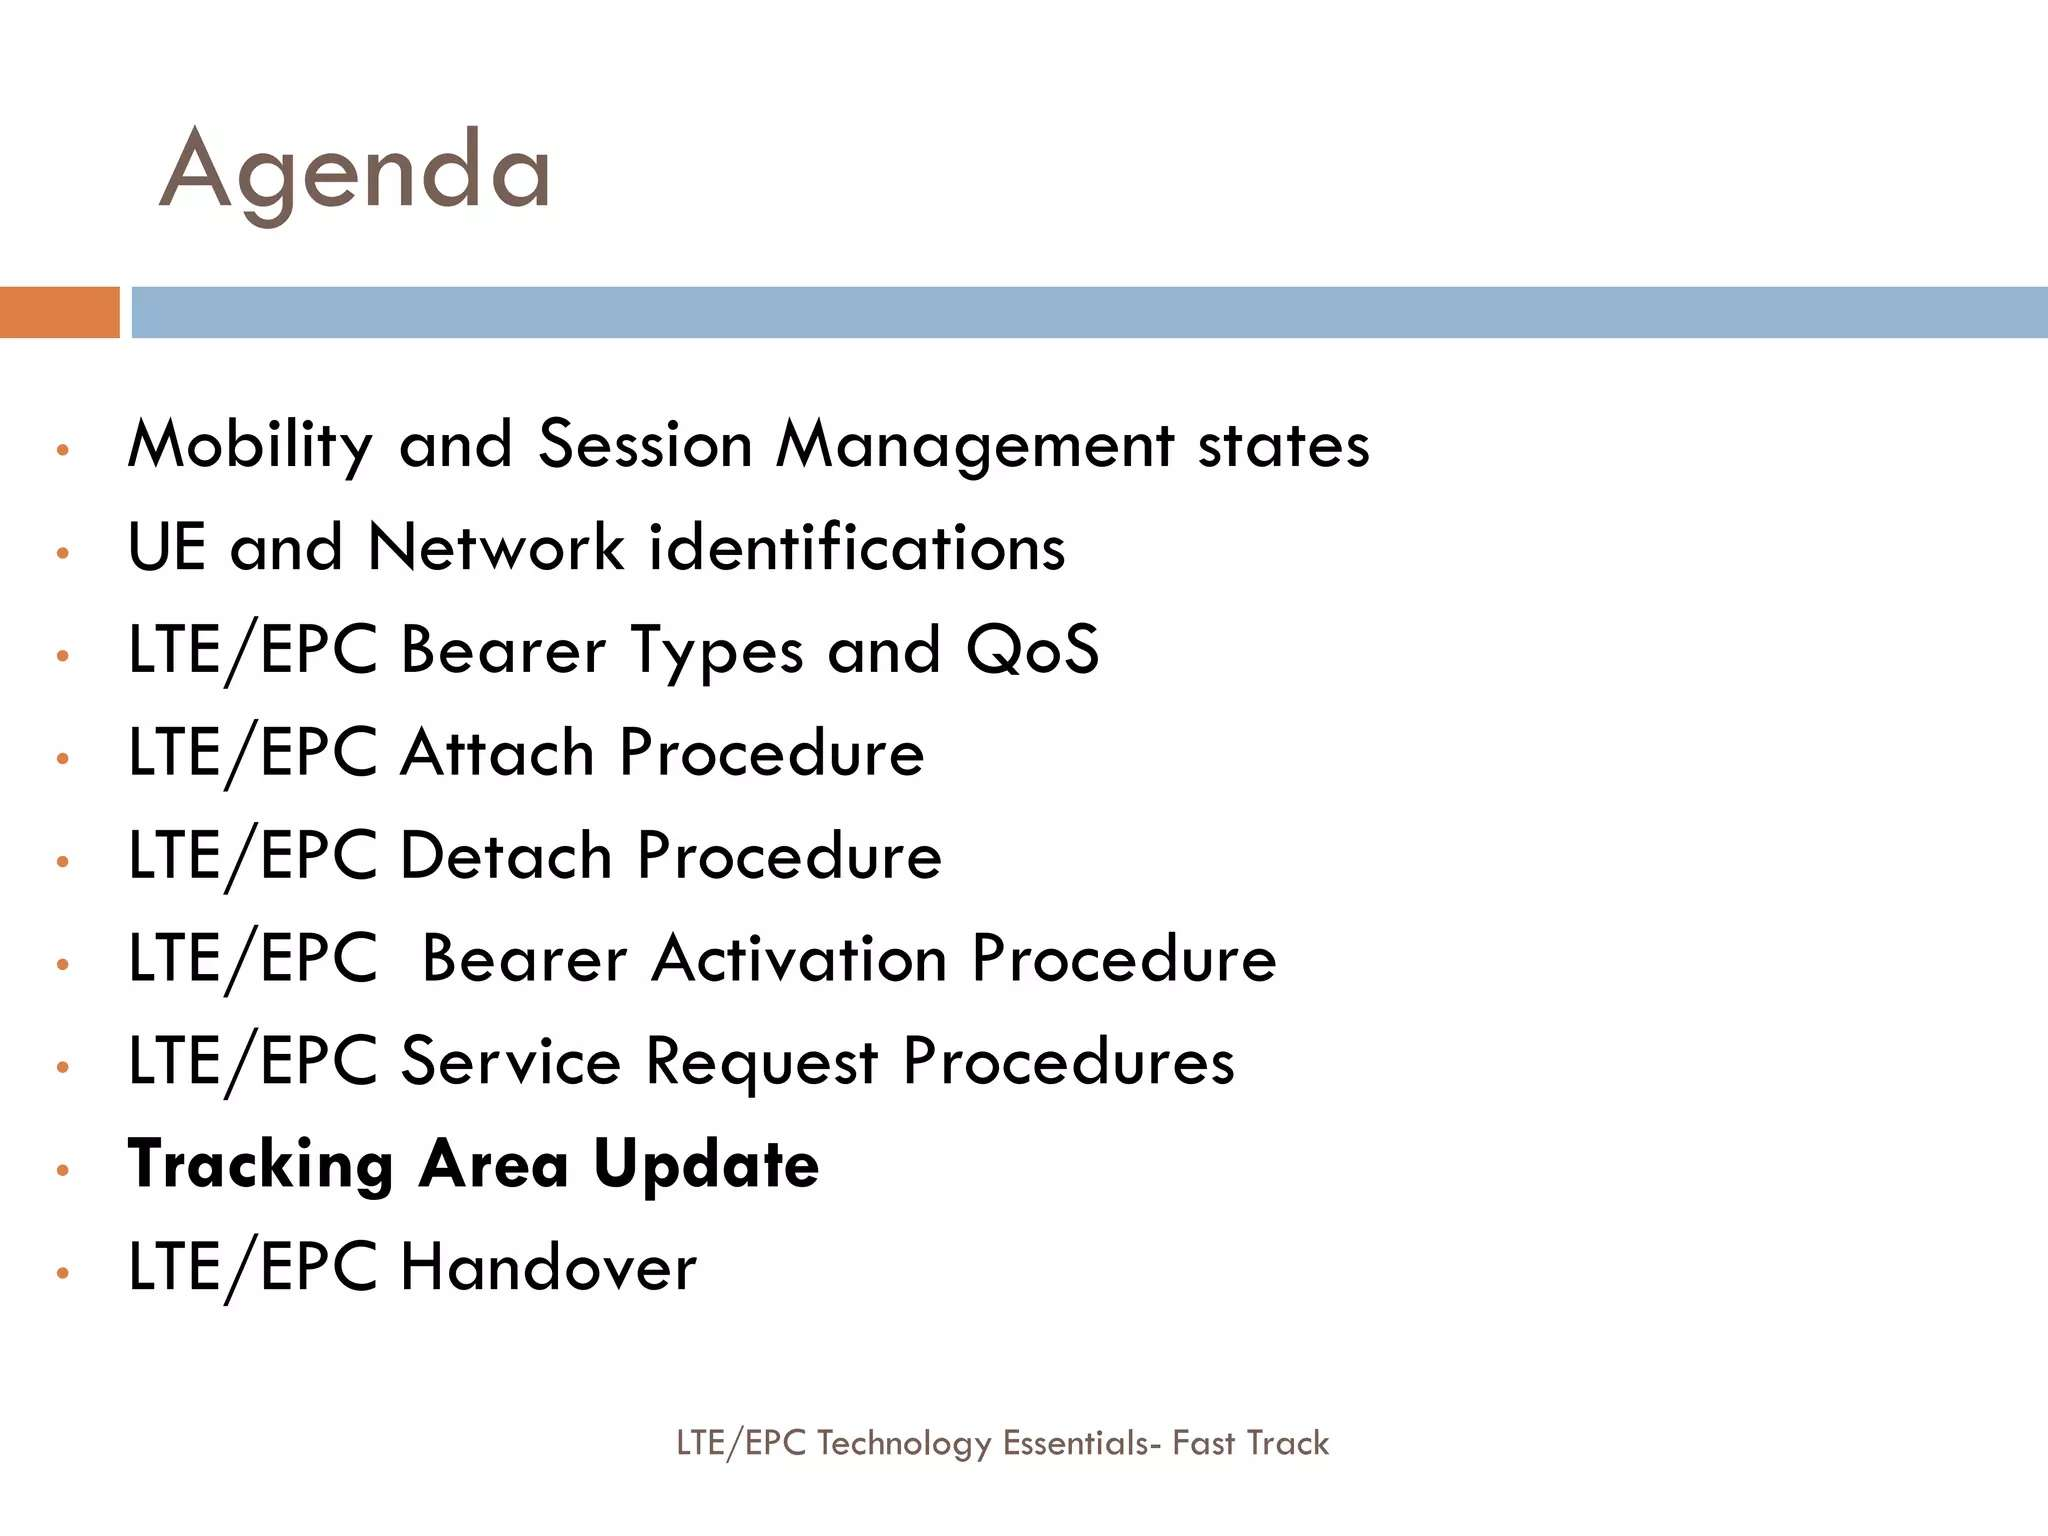 Agenda
• Mobility and Session Management states
• UE and Network identifications
• LTE/EPC Bearer Types and QoS
• LTE/EPC Attach Procedure
• LTE/EPC Detach Procedure
• LTE/EPC  Bearer Activation Procedure
• LTE/EPC Service Request Procedures
• Tracking Area Update
• LTE/EPC Handover
LTE/EPC Technology Essentials- Fast Track